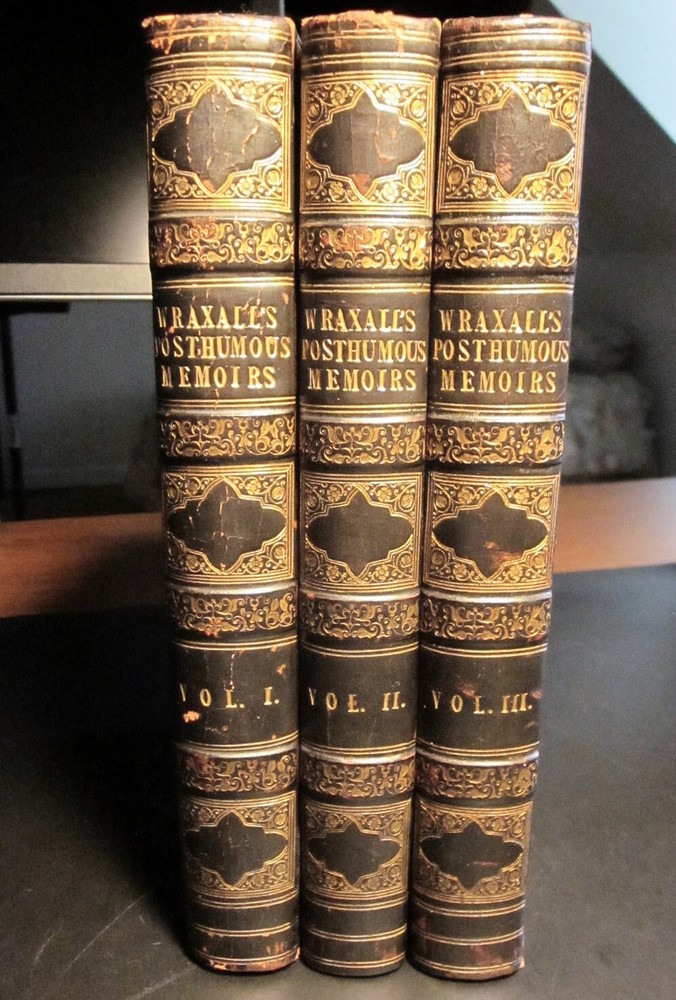 WRAXALL'S
POSTHUMOUS
MEMOIRS
VOL. I.
WRAXALL'S
POSTHUMOUS
MEMOIRS
VOL. II.
WRAXALL'S
POSTHUMOUS
MEMOIRS
VOL. III.